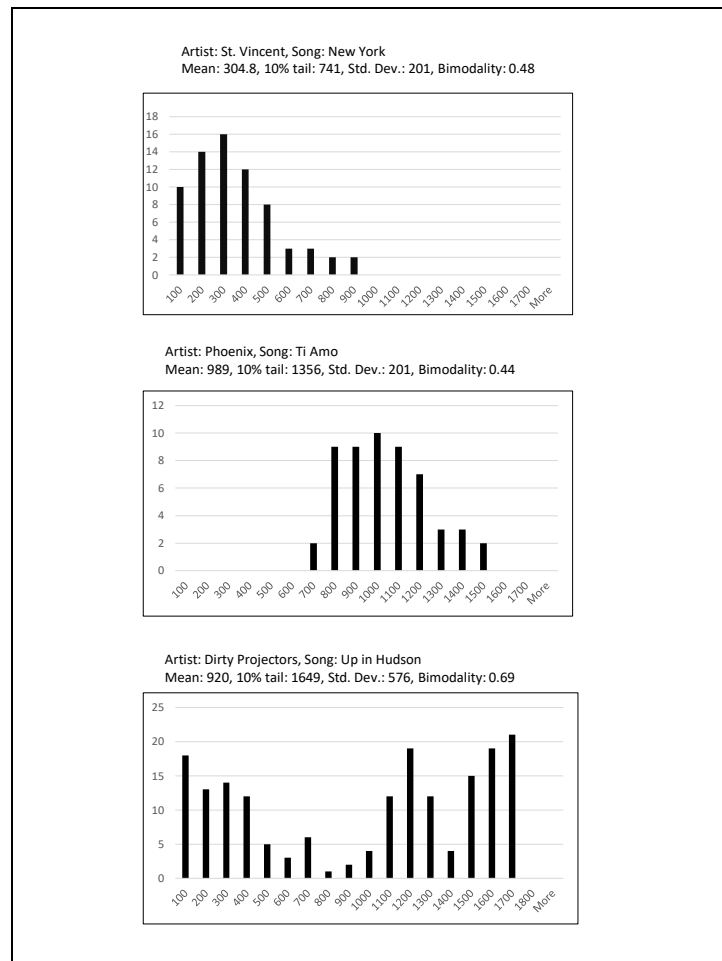 Artist: St. Vincent, Song: New York
Mean: 304.8, 10% tail: 741, Std. Dev.: 201, Bimodality: 0.48
18
16
14
12
10
8
6
4
2
0
100 200 300 400 500 600 700 800 900 1000 1100 1200 1300 1400 1500 1600 1700 More
Artist: Phoenix, Song: Ti Amo
Mean: 989, 10% tail: 1356, Std. Dev.: 201, Bimodality: 0.44
12
10
8
6
4
2
0
100 200 300 400 500 600 700 800 900 1000 1100 1200 1300 1400 1500 1600 1700 More
Artist: Dirty Projectors, Song: Up in Hudson
Mean: 920, 10% tail: 1649, Std. Dev.: 576, Bimodality: 0.69
25
20
15
10
5
0
100 200 300 400 500 600 700 800 900 1000 1100 1200 1300 1400 1500 1600 1700 1800 More